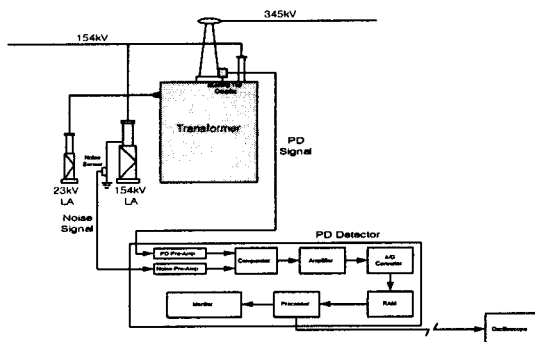 345kV
154kV
Bushing Tap
Coupler
Transformer
PD
Signal
Noise
Sensor
23kV
LA
154kV
LA
Noise
Signal
PD Detector
PD Pre-Amp
Noise Pre-Amp
Comparator
Amplifier
A/D
Converter
Monitor
Processor
RAM
Oscilloscope